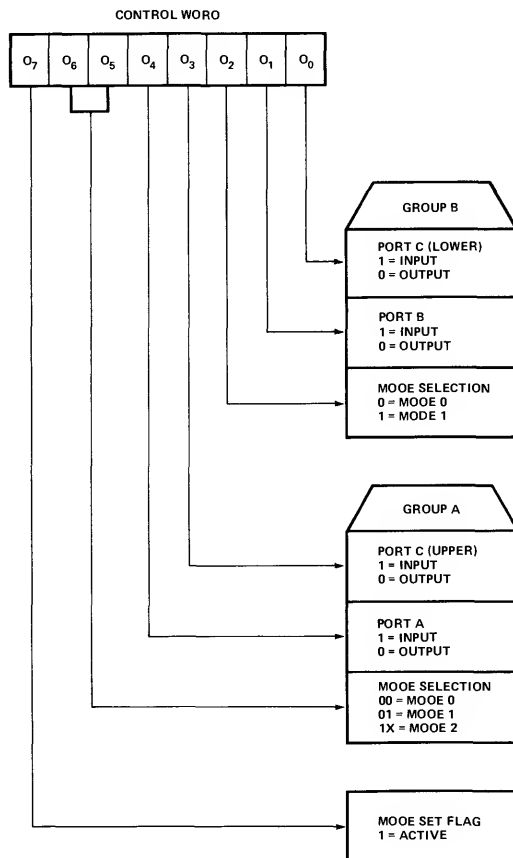 CONTROL WORO
O7 O6 O5 O4 O3 O2 O1 O0
GROUP B
PORT C (LOWER)
1 = INPUT
0 = OUTPUT
PORT B
1 = INPUT
0 = OUTPUT
MOOE SELECTION
0 = MOOE 0
1 = MODE 1
GROUP A
PORT C (UPPER)
1 = INPUT
0 = OUTPUT
PORT A
1 = INPUT
0 = OUTPUT
MOOE SELECTION
00 = MOOE 0
01 = MOOE 1
1X = MOOE 2
MOOE SET FLAG
1 = ACTIVE